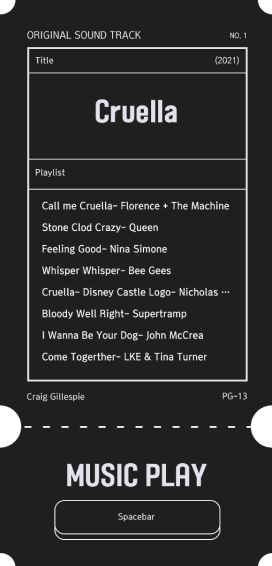 ORIGINAL SOUND TRACK NO. 1
Title (2021)
Cruella
Playlist
Call me Cruella- Florence + The Machine
Stone Clod Crazy- Queen
Feeling Good- Nina Simone
Whisper Whisper- Bee Gees
Cruella- Disney Castle Logo- Nicholas ···
Bloody Well Right- Supertramp
I Wanna Be Your Dog- John McCrea
Come Togerther- LKE & Tina Turner
Craig Gillespie PG-13
MUSIC PLAY
Spacebar